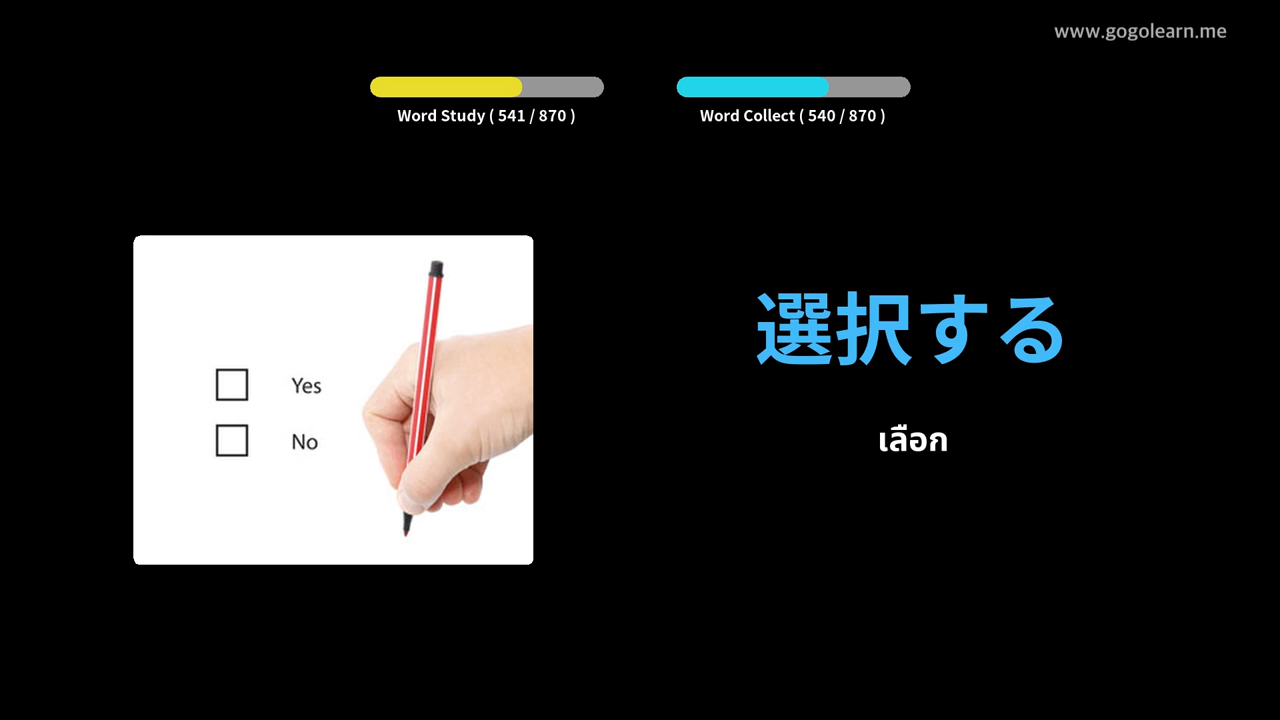 www.gogolearn.me
Word Study ( 541 / 870 )
Word Collect ( 540 / 870 )
Yes
No
選択する
เลือก